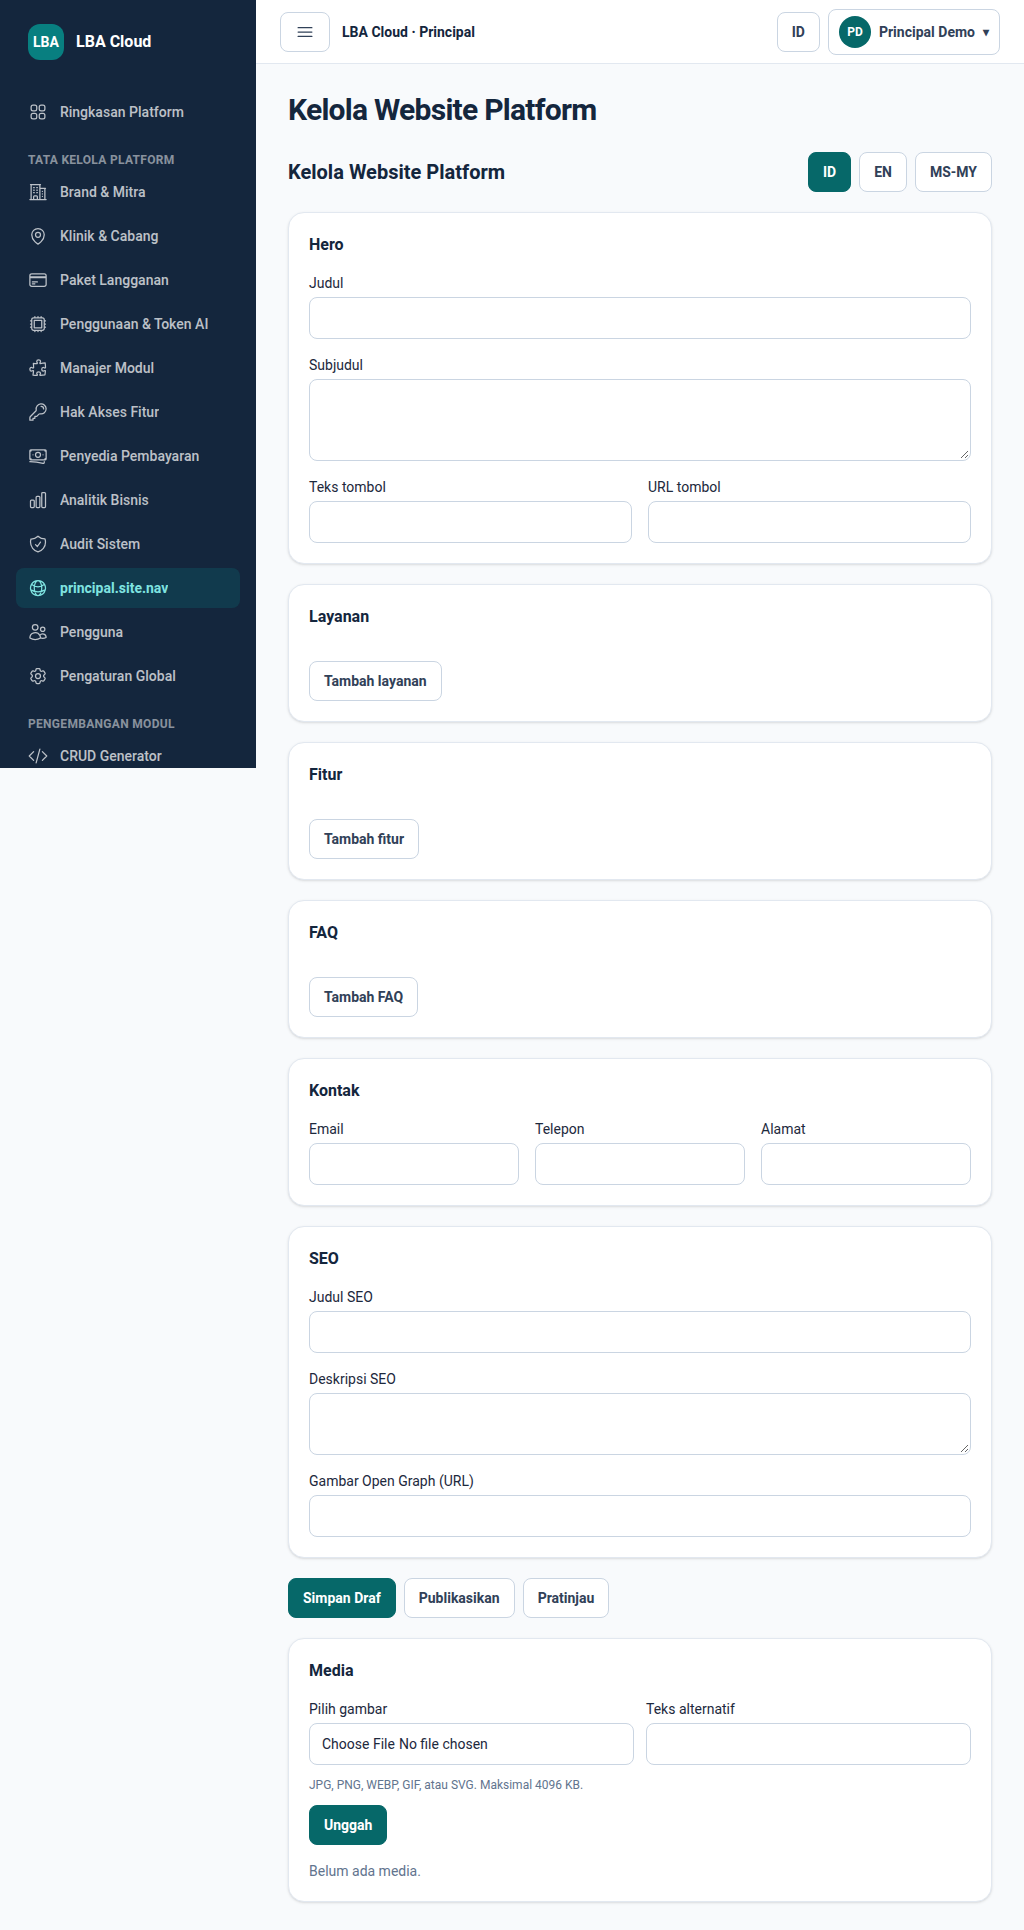 LBA
LBA Cloud
LBA Cloud · Principal
ID
PD
Principal Demo
Ringkasan Platform
TATA KELOLA PLATFORM
Brand & Mitra
Klinik & Cabang
Paket Langganan
Penggunaan & Token AI
Manajer Modul
Hak Akses Fitur
Penyedia Pembayaran
Analitik Bisnis
Audit Sistem
principal.site.nav
Pengguna
Pengaturan Global
PENGEMBANGAN MODUL
CRUD Generator
Kelola Website Platform
Kelola Website Platform
ID
EN
MS-MY
Hero
Judul
Subjudul
Teks tombol
URL tombol
Layanan
Tambah layanan
Fitur
Tambah fitur
FAQ
Tambah FAQ
Kontak
Email
Telepon
Alamat
SEO
Judul SEO
Deskripsi SEO
Gambar Open Graph (URL)
Simpan Draf
Publikasikan
Pratinjau
Media
Pilih gambar
Teks alternatif
Choose File No file chosen
JPG, PNG, WEBP, GIF, atau SVG. Maksimal 4096 KB.
Unggah
Belum ada media.